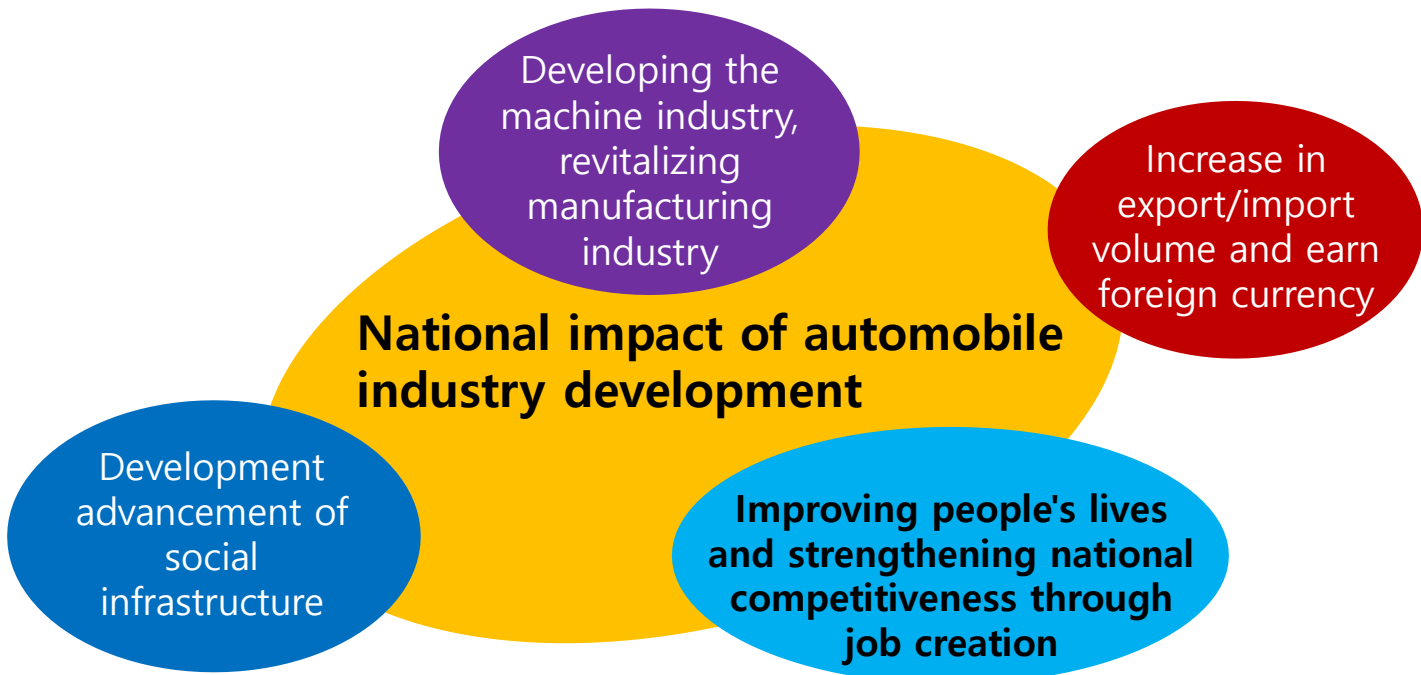 Developing the
machine industry,
revitalizing
manufacturing
industry
Increase in
export/import
volume and earn
foreign currency
National impact of automobile
industry development
Development
advancement of
social
infrastructure
Improving people's lives
and strengthening national
competitiveness through
job creation